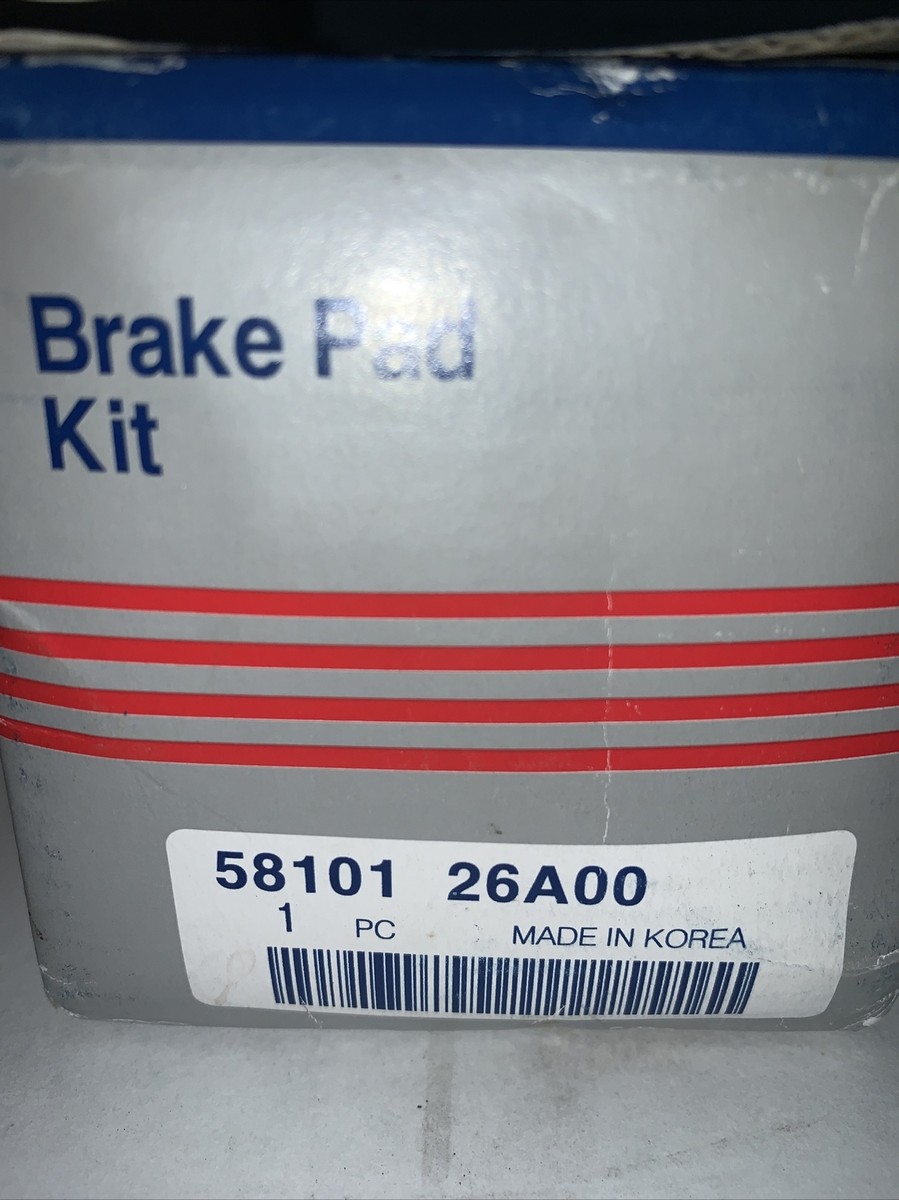 Brake Pad
Kit
58101 26A00
1 PC MADE IN KOREA